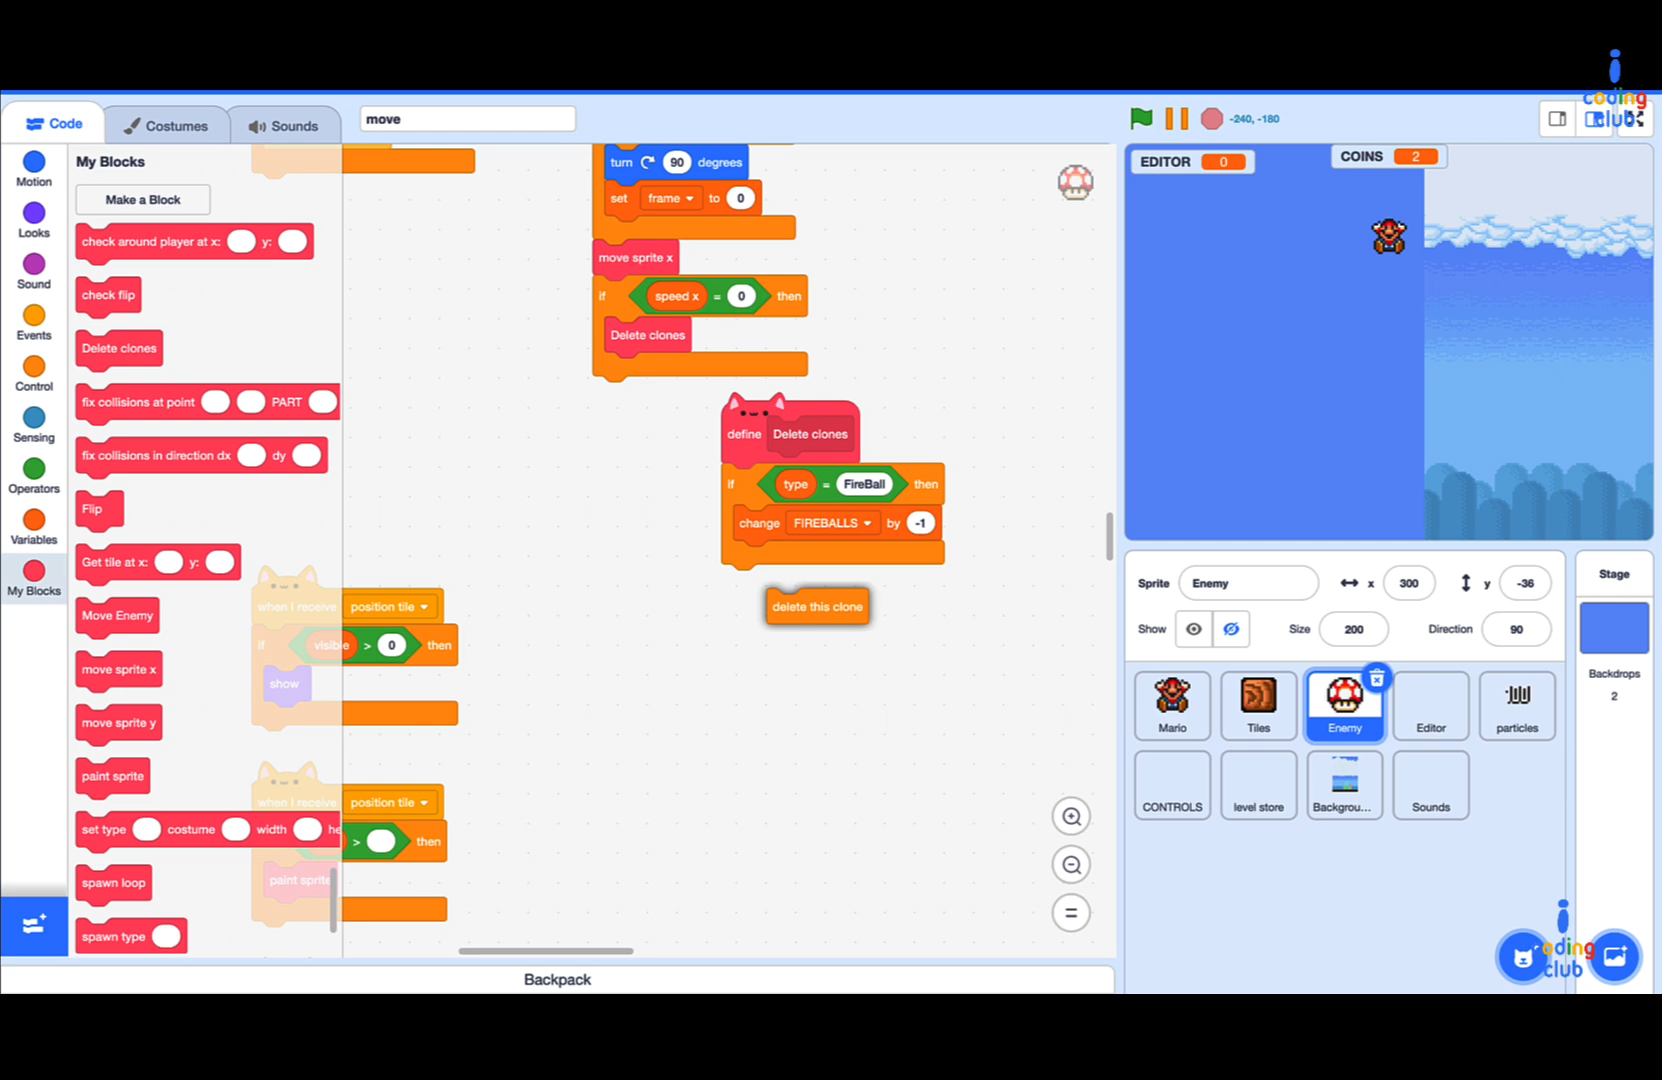 coding
club
Code
Costumes
Sounds
move
-240, -180
Motion
Looks
Sound
Events
Control
Sensing
Operators
Variables
My Blocks
My Blocks
Make a Block
check around player at x: y:
check flip
Delete clones
fix collisions at point PART
fix collisions in direction dx dy
Flip
Get tile at x: y:
Move Enemy
move sprite x
move sprite y
paint sprite
set type costume width he
spawn loop
spawn type
turn 90 degrees
set frame to 0
move sprite x
if speed x = 0 then
Delete clones
define Delete clones
if type = FireBall then
change FIREBALLS by -1
delete this clone
when I receive position tile
if visible > 0 then
show
when I receive position tile
> then
paint sprite
Backpack
EDITOR 0
COINS 2
Sprite Enemy x 300 y -36
Show Size 200 Direction 90
Mario
Tiles
Enemy
Editor
particles
CONTROLS
level store
Backgrou...
Sounds
Stage
Backdrops
2
oding
club